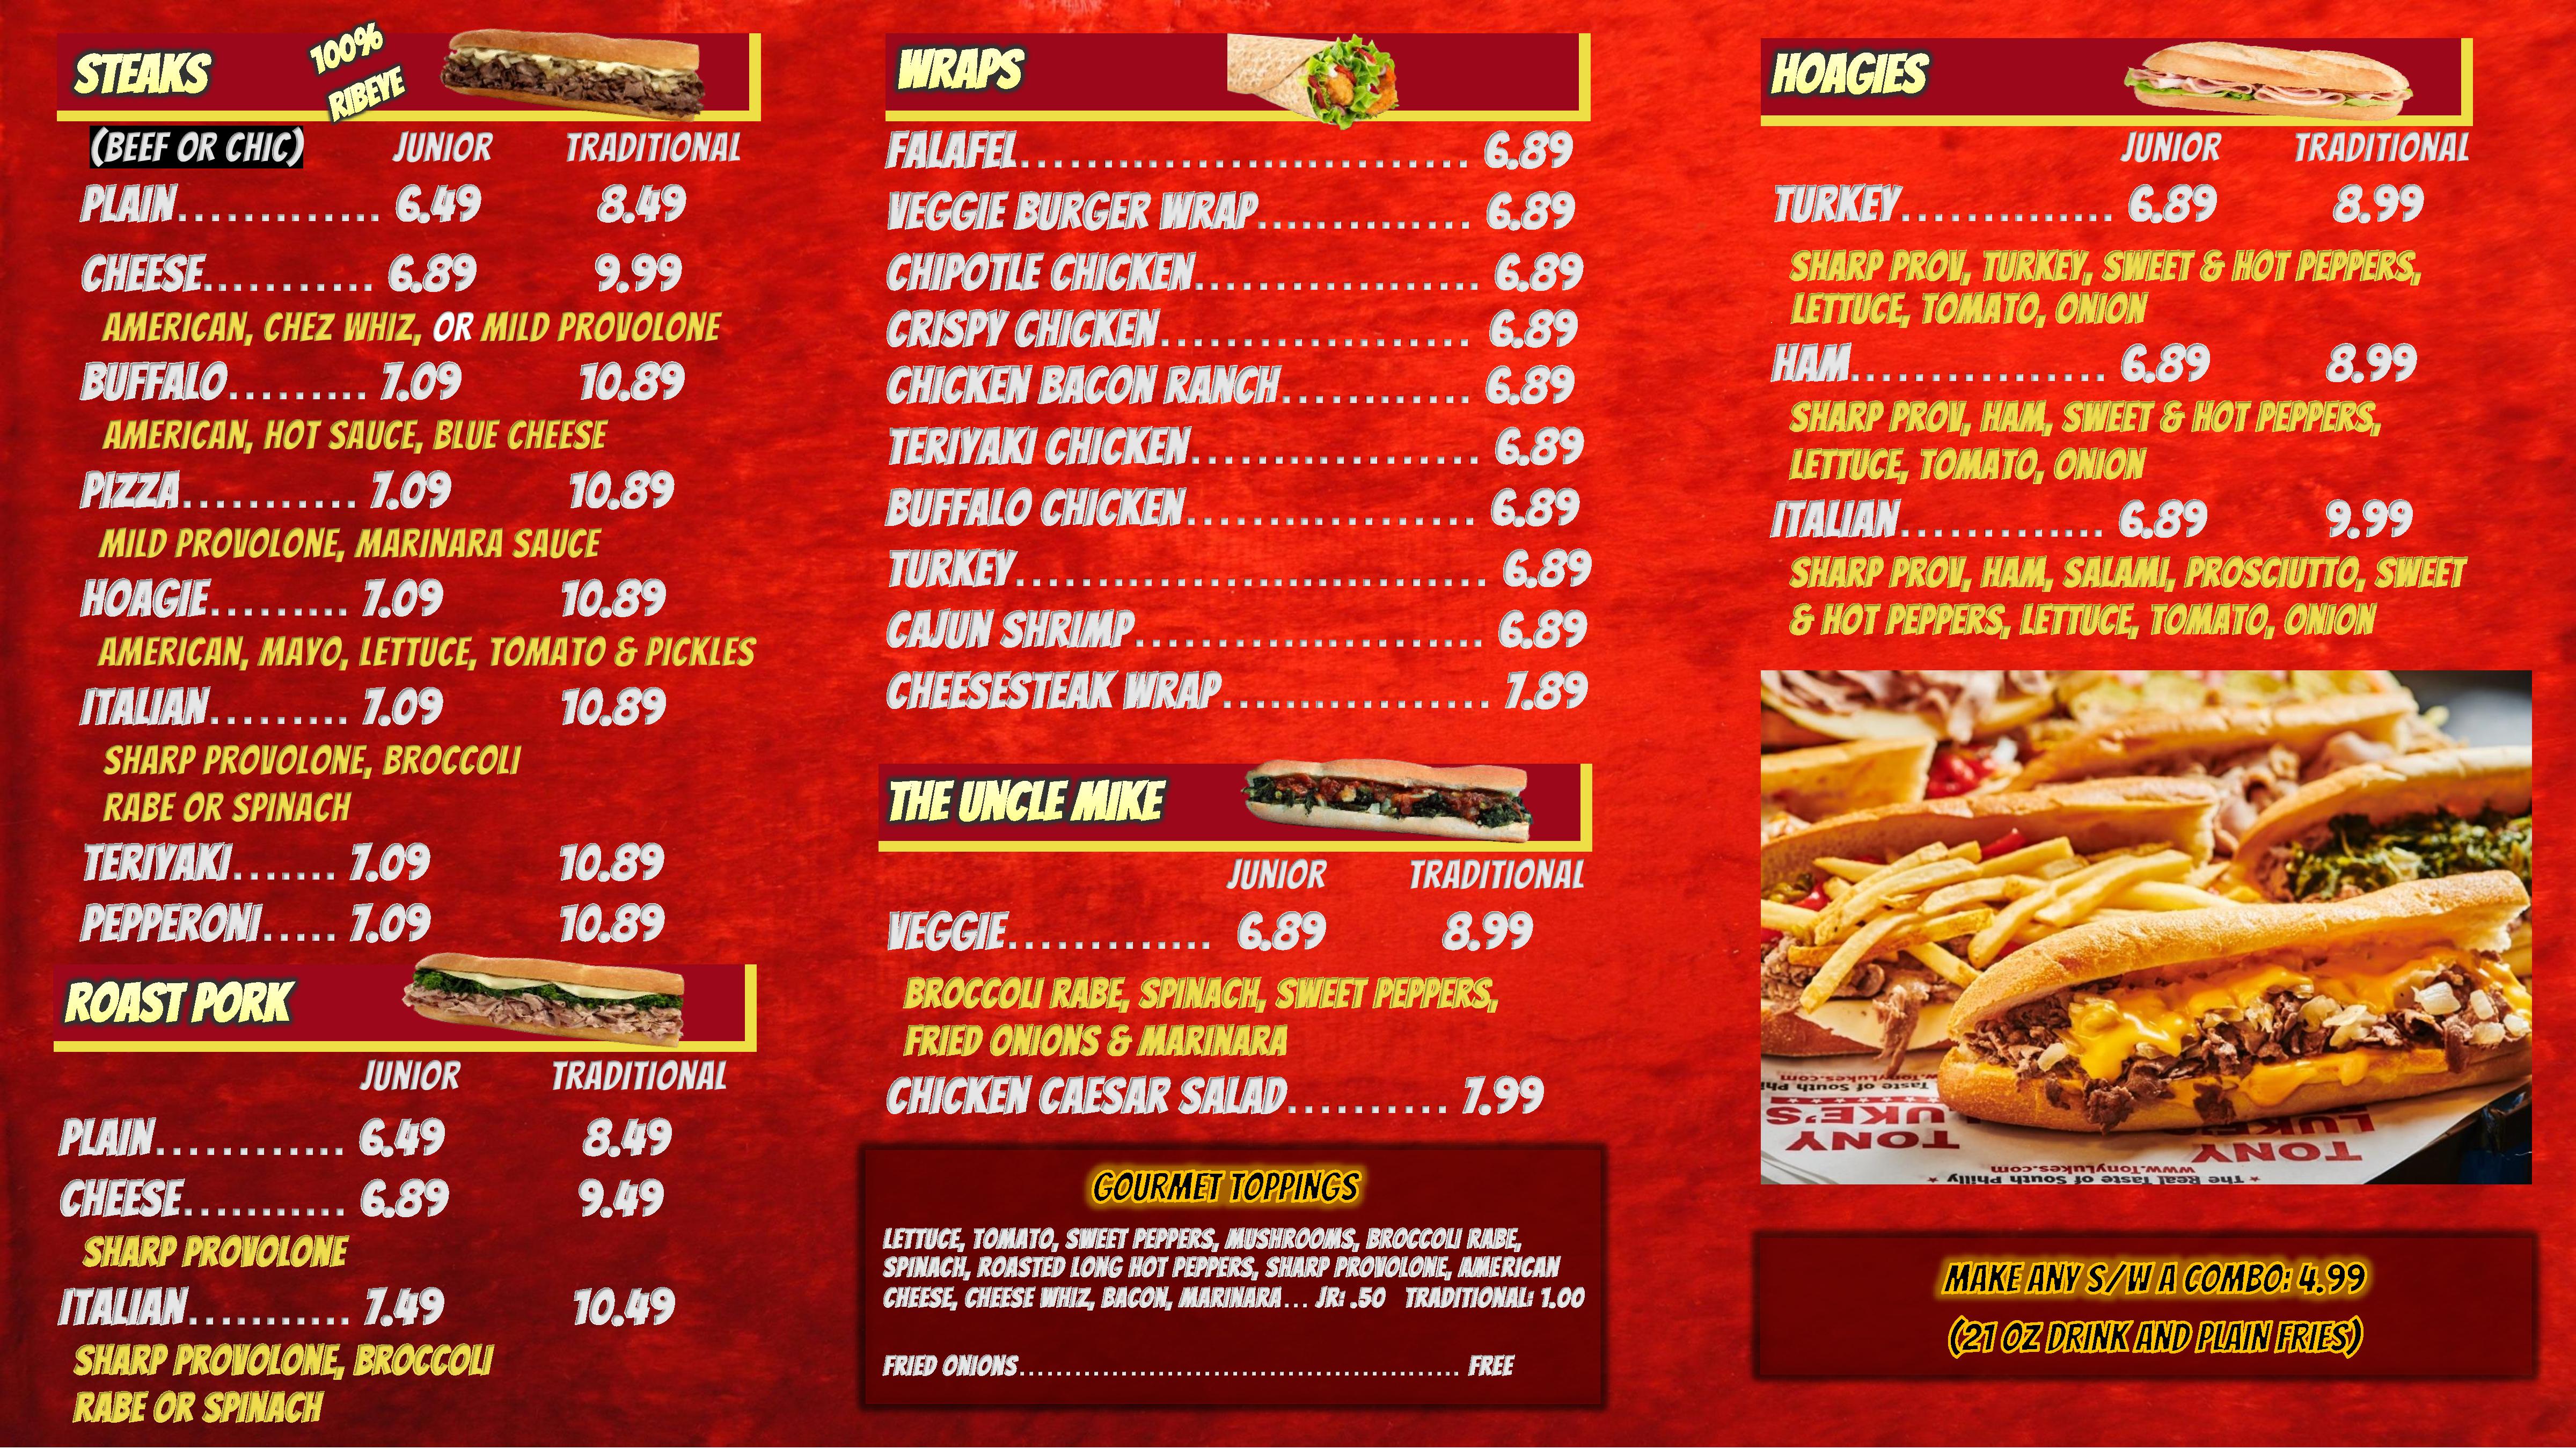 STEAKS
100%
RIBEYE
(BEEF OR CHIC) JUNIOR TRADITIONAL
PLAIN............. 6.49 8.49
CHEESE........... 6.89 9.99
AMERICAN, CHEZ WHIZ, OR MILD PROVOLONE
BUFFALO......... 7.09 10.89
AMERICAN, HOT SAUCE, BLUE CHEESE
PIZZA........... 7.09 10.89
MILD PROVOLONE, MARINARA SAUCE
HOAGIE......... 7.09 10.89
AMERICAN, MAYO, LETTUCE, TOMATO & PICKLES
ITALIAN......... 7.09 10.89
SHARP PROVOLONE, BROCCOLI
RABE OR SPINACH
TERIYAKI....... 7.09 10.89
PEPPERONI..... 7.09 10.89
ROAST PORK
JUNIOR TRADITIONAL
PLAIN............ 6.49 8.49
CHEESE........... 6.89 9.49
SHARP PROVOLONE
ITALIAN........... 7.49 10.49
SHARP PROVOLONE, BROCCOLI
RABE OR SPINACH
WRAPS
FALAFEL................................. 6.89
VEGGIE BURGER WRAP................ 6.89
CHIPOTLE CHICKEN..................... 6.89
CRISPY CHICKEN....................... 6.89
CHICKEN BACON RANCH.............. 6.89
TERIYAKI CHICKEN..................... 6.89
BUFFALO CHICKEN..................... 6.89
TURKEY................................... 6.89
CAJUN SHRIMP.......................... 6.89
CHEESESTEAK WRAP.................... 7.89
THE UNCLE MIKE
JUNIOR TRADITIONAL
VEGGIE............... 6.89 8.99
BROCCOLI RABE, SPINACH, SWEET PEPPERS,
FRIED ONIONS & MARINARA
CHICKEN CAESAR SALAD.......... 7.99
GOURMET TOPPINGS
LETTUCE, TOMATO, SWEET PEPPERS, MUSHROOMS, BROCCOLI RABE,
SPINACH, ROASTED LONG HOT PEPPERS, SHARP PROVOLONE, AMERICAN
CHEESE, CHEESE WHIZ, BACON, MARINARA... JR: .50 TRADITIONAL: 1.00
FRIED ONIONS................................................ FREE
HOAGIES
JUNIOR TRADITIONAL
TURKEY................ 6.89 8.99
SHARP PROV, TURKEY, SWEET & HOT PEPPERS,
LETTUCE, TOMATO, ONION
HAM................... 6.89 8.99
SHARP PROV, HAM, SWEET & HOT PEPPERS,
LETTUCE, TOMATO, ONION
ITALIAN............... 6.89 9.99
SHARP PROV, HAM, SALAMI, PROSCIUTTO, SWEET
& HOT PEPPERS, LETTUCE, TOMATO, ONION
The Real Taste of South Philly
www.TonyLukes.com
TONY
LUKE'S
MAKE ANY S/W A COMBO: 4.99
(21 OZ DRINK AND PLAIN FRIES)